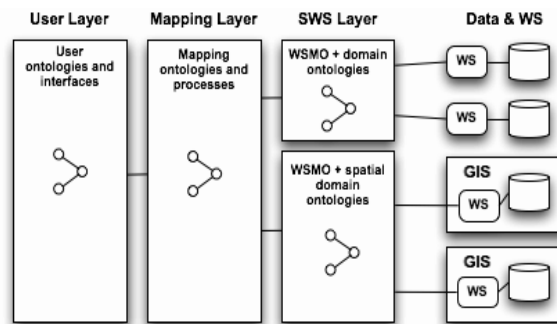 User Layer
Mapping Layer
SWS Layer
Data & WS
User
ontologies and
interfaces
Mapping
ontologies and
processes
WSMO + domain
ontologies
WS
WS
WSMO + spatial
domain
ontologies
GIS
WS
GIS
WS